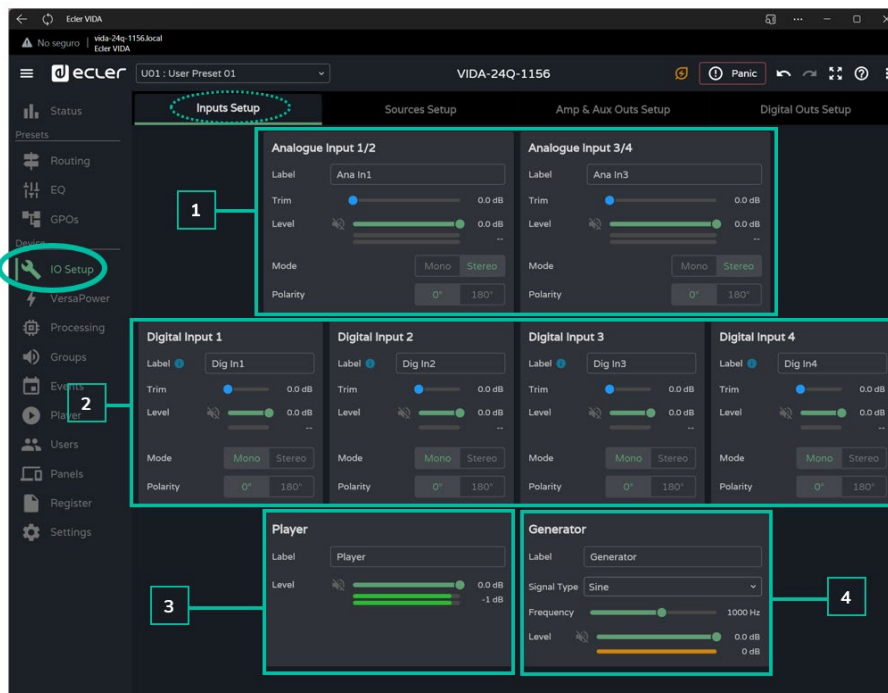 Ecler VIDA
No seguro | vida-24q-1156.local
Ecler VIDA
ecler
U01 : User Preset 01
VIDA-24Q-1156
Panic
Status
Presets
Routing
EQ
GPOs
Device
IO Setup
VersaPower
Processing
Groups
Events
Player
Users
Panels
Register
Settings
Inputs Setup
Sources Setup
Amp & Aux Outs Setup
Digital Outs Setup
1
Analogue Input 1/2
Label Ana In1
Trim 0.0 dB
Level 0.0 dB
--
Mode Mono Stereo
Polarity 0° 180°
Analogue Input 3/4
Label Ana In3
Trim 0.0 dB
Level 0.0 dB
--
Mode Mono Stereo
Polarity 0° 180°
2
Digital Input 1
Label Dig In1
Trim 0.0 dB
Level 0.0 dB
--
Mode Mono Stereo
Polarity 0° 180°
Digital Input 2
Label Dig In2
Trim 0.0 dB
Level 0.0 dB
--
Mode Mono Stereo
Polarity 0° 180°
Digital Input 3
Label Dig In3
Trim 0.0 dB
Level 0.0 dB
--
Mode Mono Stereo
Polarity 0° 180°
Digital Input 4
Label Dig In4
Trim 0.0 dB
Level 0.0 dB
--
Mode Mono Stereo
Polarity 0° 180°
3
Player
Label Player
Level 0.0 dB
-1 dB
4
Generator
Label Generator
Signal Type Sine
Frequency 1000 Hz
Level 0.0 dB
0 dB